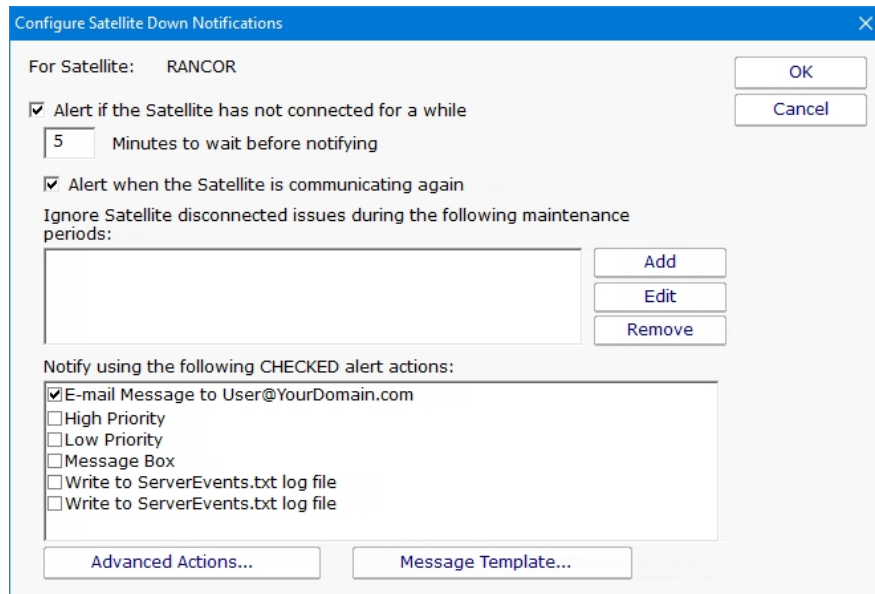 Configure Satellite Down Notifications
For Satellite: RANCOR
OK
Cancel
Alert if the Satellite has not connected for a while
5 Minutes to wait before notifying
Alert when the Satellite is communicating again
Ignore Satellite disconnected issues during the following maintenance
periods:
Add
Edit
Remove
Notify using the following CHECKED alert actions:
E-mail Message to User@YourDomain.com
High Priority
Low Priority
Message Box
Write to ServerEvents.txt log file
Write to ServerEvents.txt log file
Advanced Actions... Message Template...